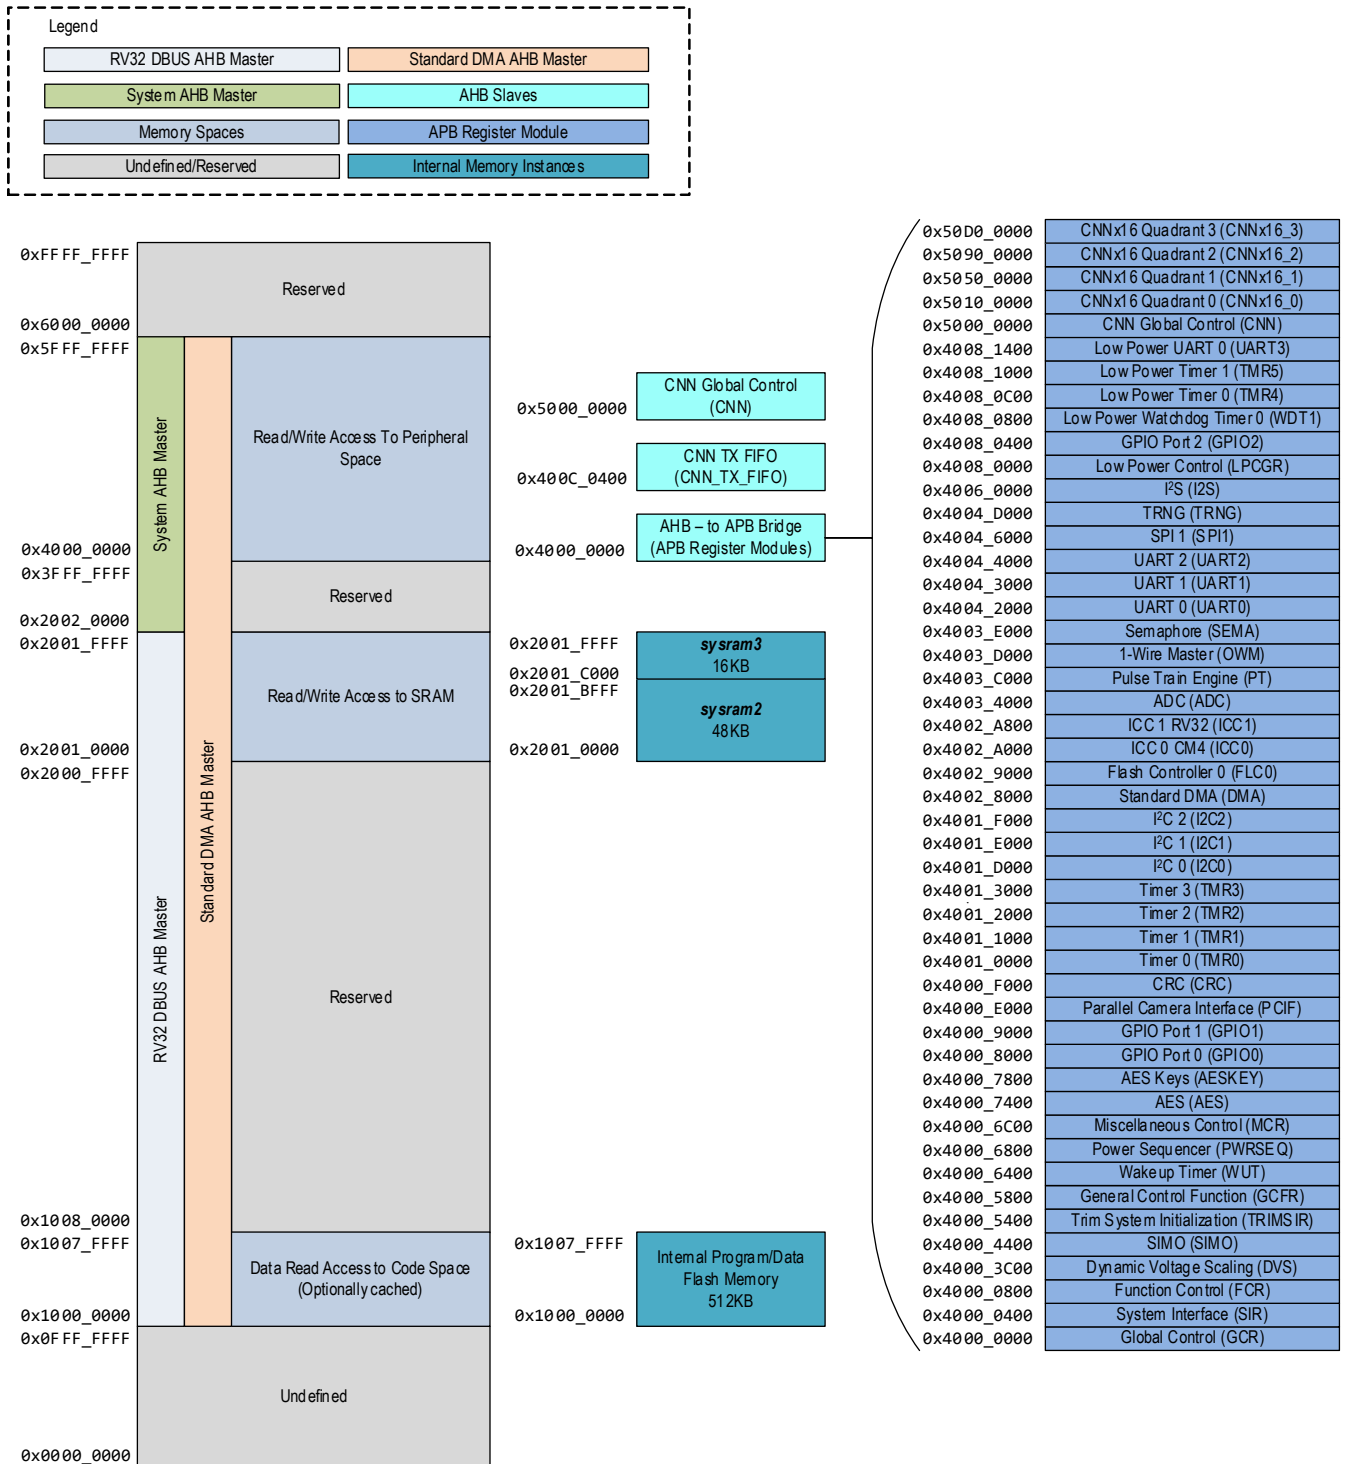 Legend
RV32 DBUS AHB Master
Standard DMA AHB Master
System AHB Master
AHB Slaves
Memory Spaces
APB Register Module
Undefined/Reserved
Internal Memory Instances
0xFFFF_FFFF
Reserved
0x6000_0000
0x5FFF_FFFF
System AHB Master
Standard DMA AHB Master
RV32 DBUS AHB Master
Read/Write Access To Peripheral
Space
0x4000_0000
0x3FFF_FFFF
Reserved
0x2002_0000
0x2001_FFFF
Read/Write Access to SRAM
0x2001_0000
0x2000_FFFF
Reserved
0x1008_0000
0x1007_FFFF
Data Read Access to Code Space
(Optionally cached)
0x1000_0000
0x0FFF_FFFF
Undefined
0x0000_0000
CNN Global Control
(CNN)
0x5000_0000
CNN TX FIFO
(CNN_TX_FIFO)
0x400C_0400
AHB – to APB Bridge
(APB Register Modules)
0x4000_0000
0x2001_FFFF
sysram3
16KB
0x2001_C000
0x2001_BFFF
sysram2
48KB
0x2001_0000
0x1007_FFFF
Internal Program/Data
Flash Memory
512KB
0x1000_0000
0x50D0_0000 CNNx16 Quadrant 3 (CNNx16_3)
0x5090_0000 CNNx16 Quadrant 2 (CNNx16_2)
0x5050_0000 CNNx16 Quadrant 1 (CNNx16_1)
0x5010_0000 CNNx16 Quadrant 0 (CNNx16_0)
0x5000_0000 CNN Global Control (CNN)
0x4008_1400 Low Power UART 0 (UART3)
0x4008_1000 Low Power Timer 1 (TMR5)
0x4008_0C00 Low Power Timer 0 (TMR4)
0x4008_0800 Low Power Watchdog Timer 0 (WDT1)
0x4008_0400 GPIO Port 2 (GPIO2)
0x4008_0000 Low Power Control (LPCGR)
0x4006_0000 I²S (I2S)
0x4004_D000 TRNG (TRNG)
0x4004_6000 SPI 1 (SPI1)
0x4004_4000 UART 2 (UART2)
0x4004_3000 UART 1 (UART1)
0x4004_2000 UART 0 (UART0)
0x4003_E000 Semaphore (SEMA)
0x4003_D000 1-Wire Master (OWM)
0x4003_C000 Pulse Train Engine (PT)
0x4003_4000 ADC (ADC)
0x4002_A800 ICC 1 RV32 (ICC1)
0x4002_A000 ICC 0 CM4 (ICC0)
0x4002_9000 Flash Controller 0 (FLC0)
0x4002_8000 Standard DMA (DMA)
0x4001_F000 I²C 2 (I2C2)
0x4001_E000 I²C 1 (I2C1)
0x4001_D000 I²C 0 (I2C0)
0x4001_3000 Timer 3 (TMR3)
0x4001_2000 Timer 2 (TMR2)
0x4001_1000 Timer 1 (TMR1)
0x4001_0000 Timer 0 (TMR0)
0x4000_F000 CRC (CRC)
0x4000_E000 Parallel Camera Interface (PCIF)
0x4000_9000 GPIO Port 1 (GPIO1)
0x4000_8000 GPIO Port 0 (GPIO0)
0x4000_7800 AES Keys (AESKEY)
0x4000_7400 AES (AES)
0x4000_6C00 Miscellaneous Control (MCR)
0x4000_6800 Power Sequencer (PWRSEQ)
0x4000_6400 Wakeup Timer (WUT)
0x4000_5800 General Control Function (GCFR)
0x4000_5400 Trim System Initialization (TRIMSIR)
0x4000_4400 SIMO (SIMO)
0x4000_3C00 Dynamic Voltage Scaling (DVS)
0x4000_0800 Function Control (FCR)
0x4000_0400 System Interface (SIR)
0x4000_0000 Global Control (GCR)